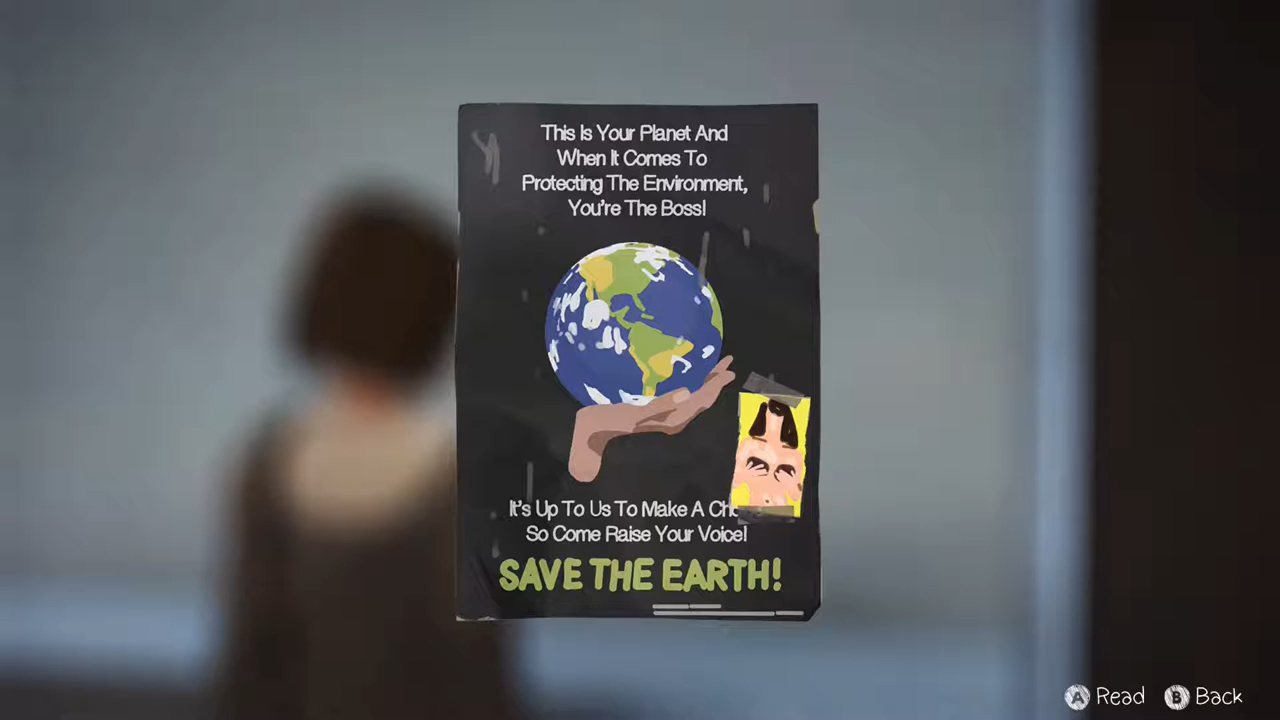 This Is Your Planet And
When It Comes To
Protecting The Environment,
You're The Boss!
It's Up To Us To Make A
So Come Raise Your Voice!
SAVE THE EARTH!
A Read B Back